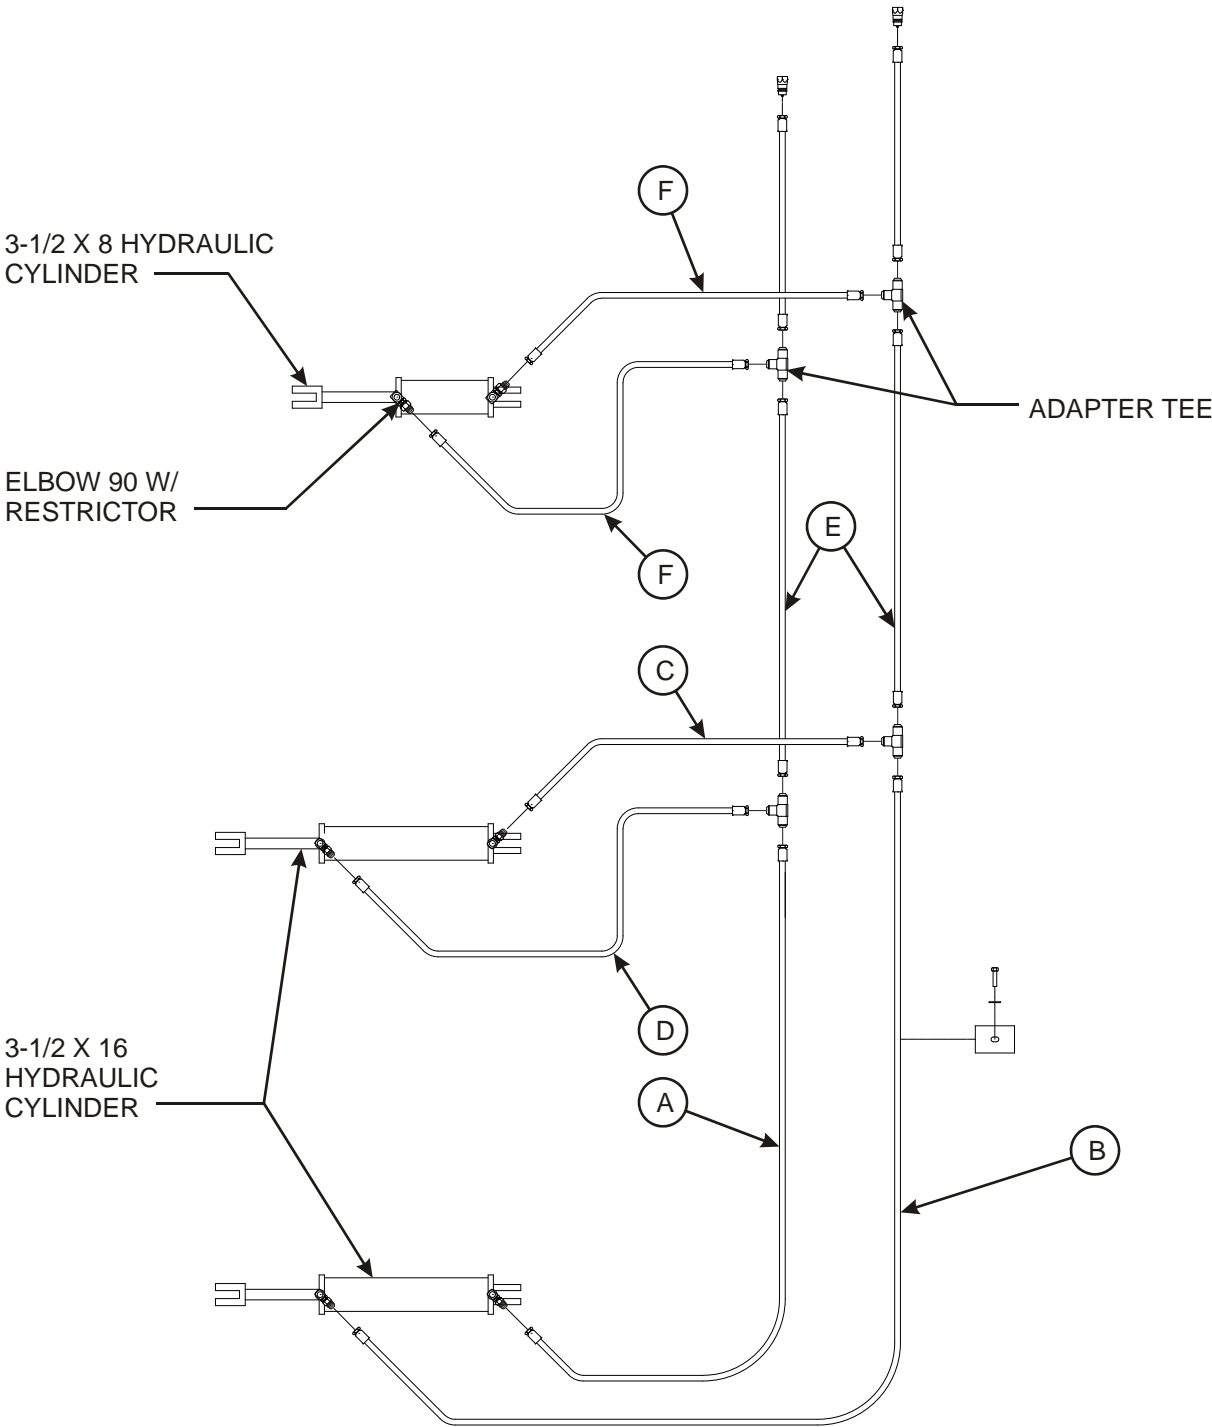 F
3-1/2 X 8 HYDRAULIC
CYLINDER
ADAPTER TEE
ELBOW 90 W/
RESTRICTOR
E
F
C
D
3-1/2 X 16
HYDRAULIC
CYLINDER
A
B